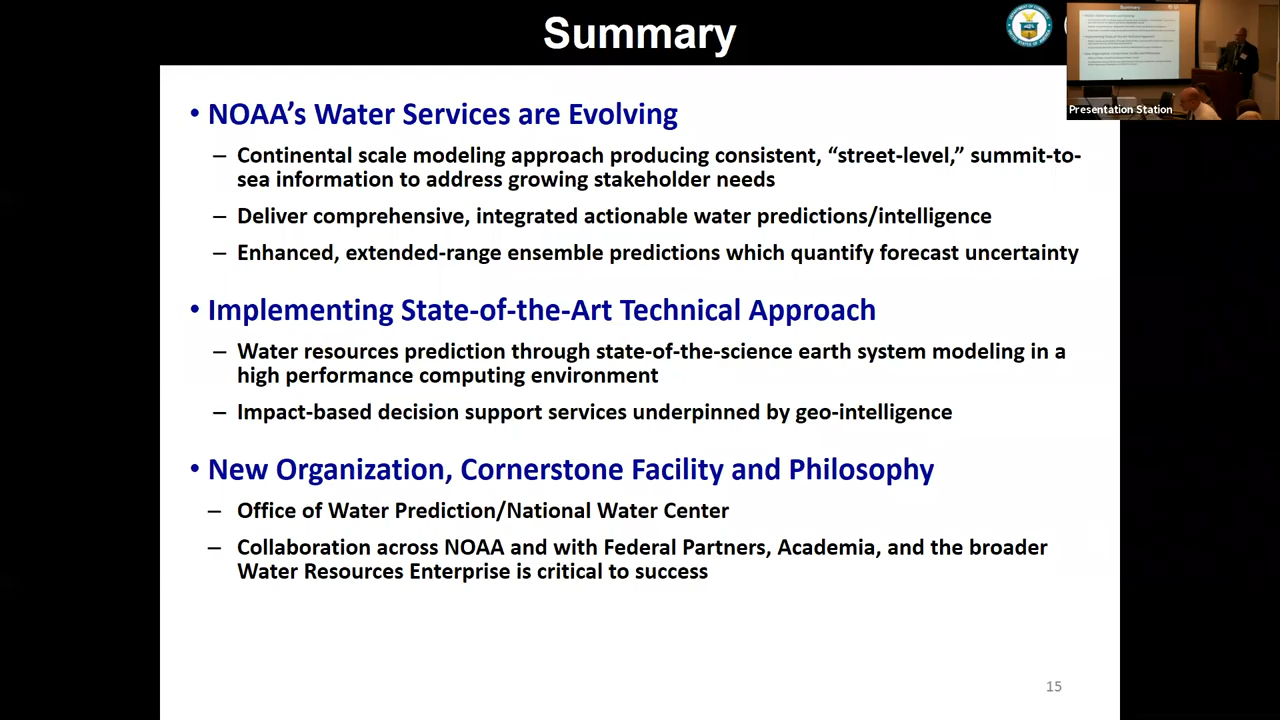 Summary
Presentation Station
• NOAA’s Water Services are Evolving
– Continental scale modeling approach producing consistent, “street-level,” summit-to-
sea information to address growing stakeholder needs
– Deliver comprehensive, integrated actionable water predictions/intelligence
– Enhanced, extended-range ensemble predictions which quantify forecast uncertainty
• Implementing State-of-the-Art Technical Approach
– Water resources prediction through state-of-the-science earth system modeling in a
high performance computing environment
– Impact-based decision support services underpinned by geo-intelligence
• New Organization, Cornerstone Facility and Philosophy
– Office of Water Prediction/National Water Center
– Collaboration across NOAA and with Federal Partners, Academia, and the broader
Water Resources Enterprise is critical to success
15